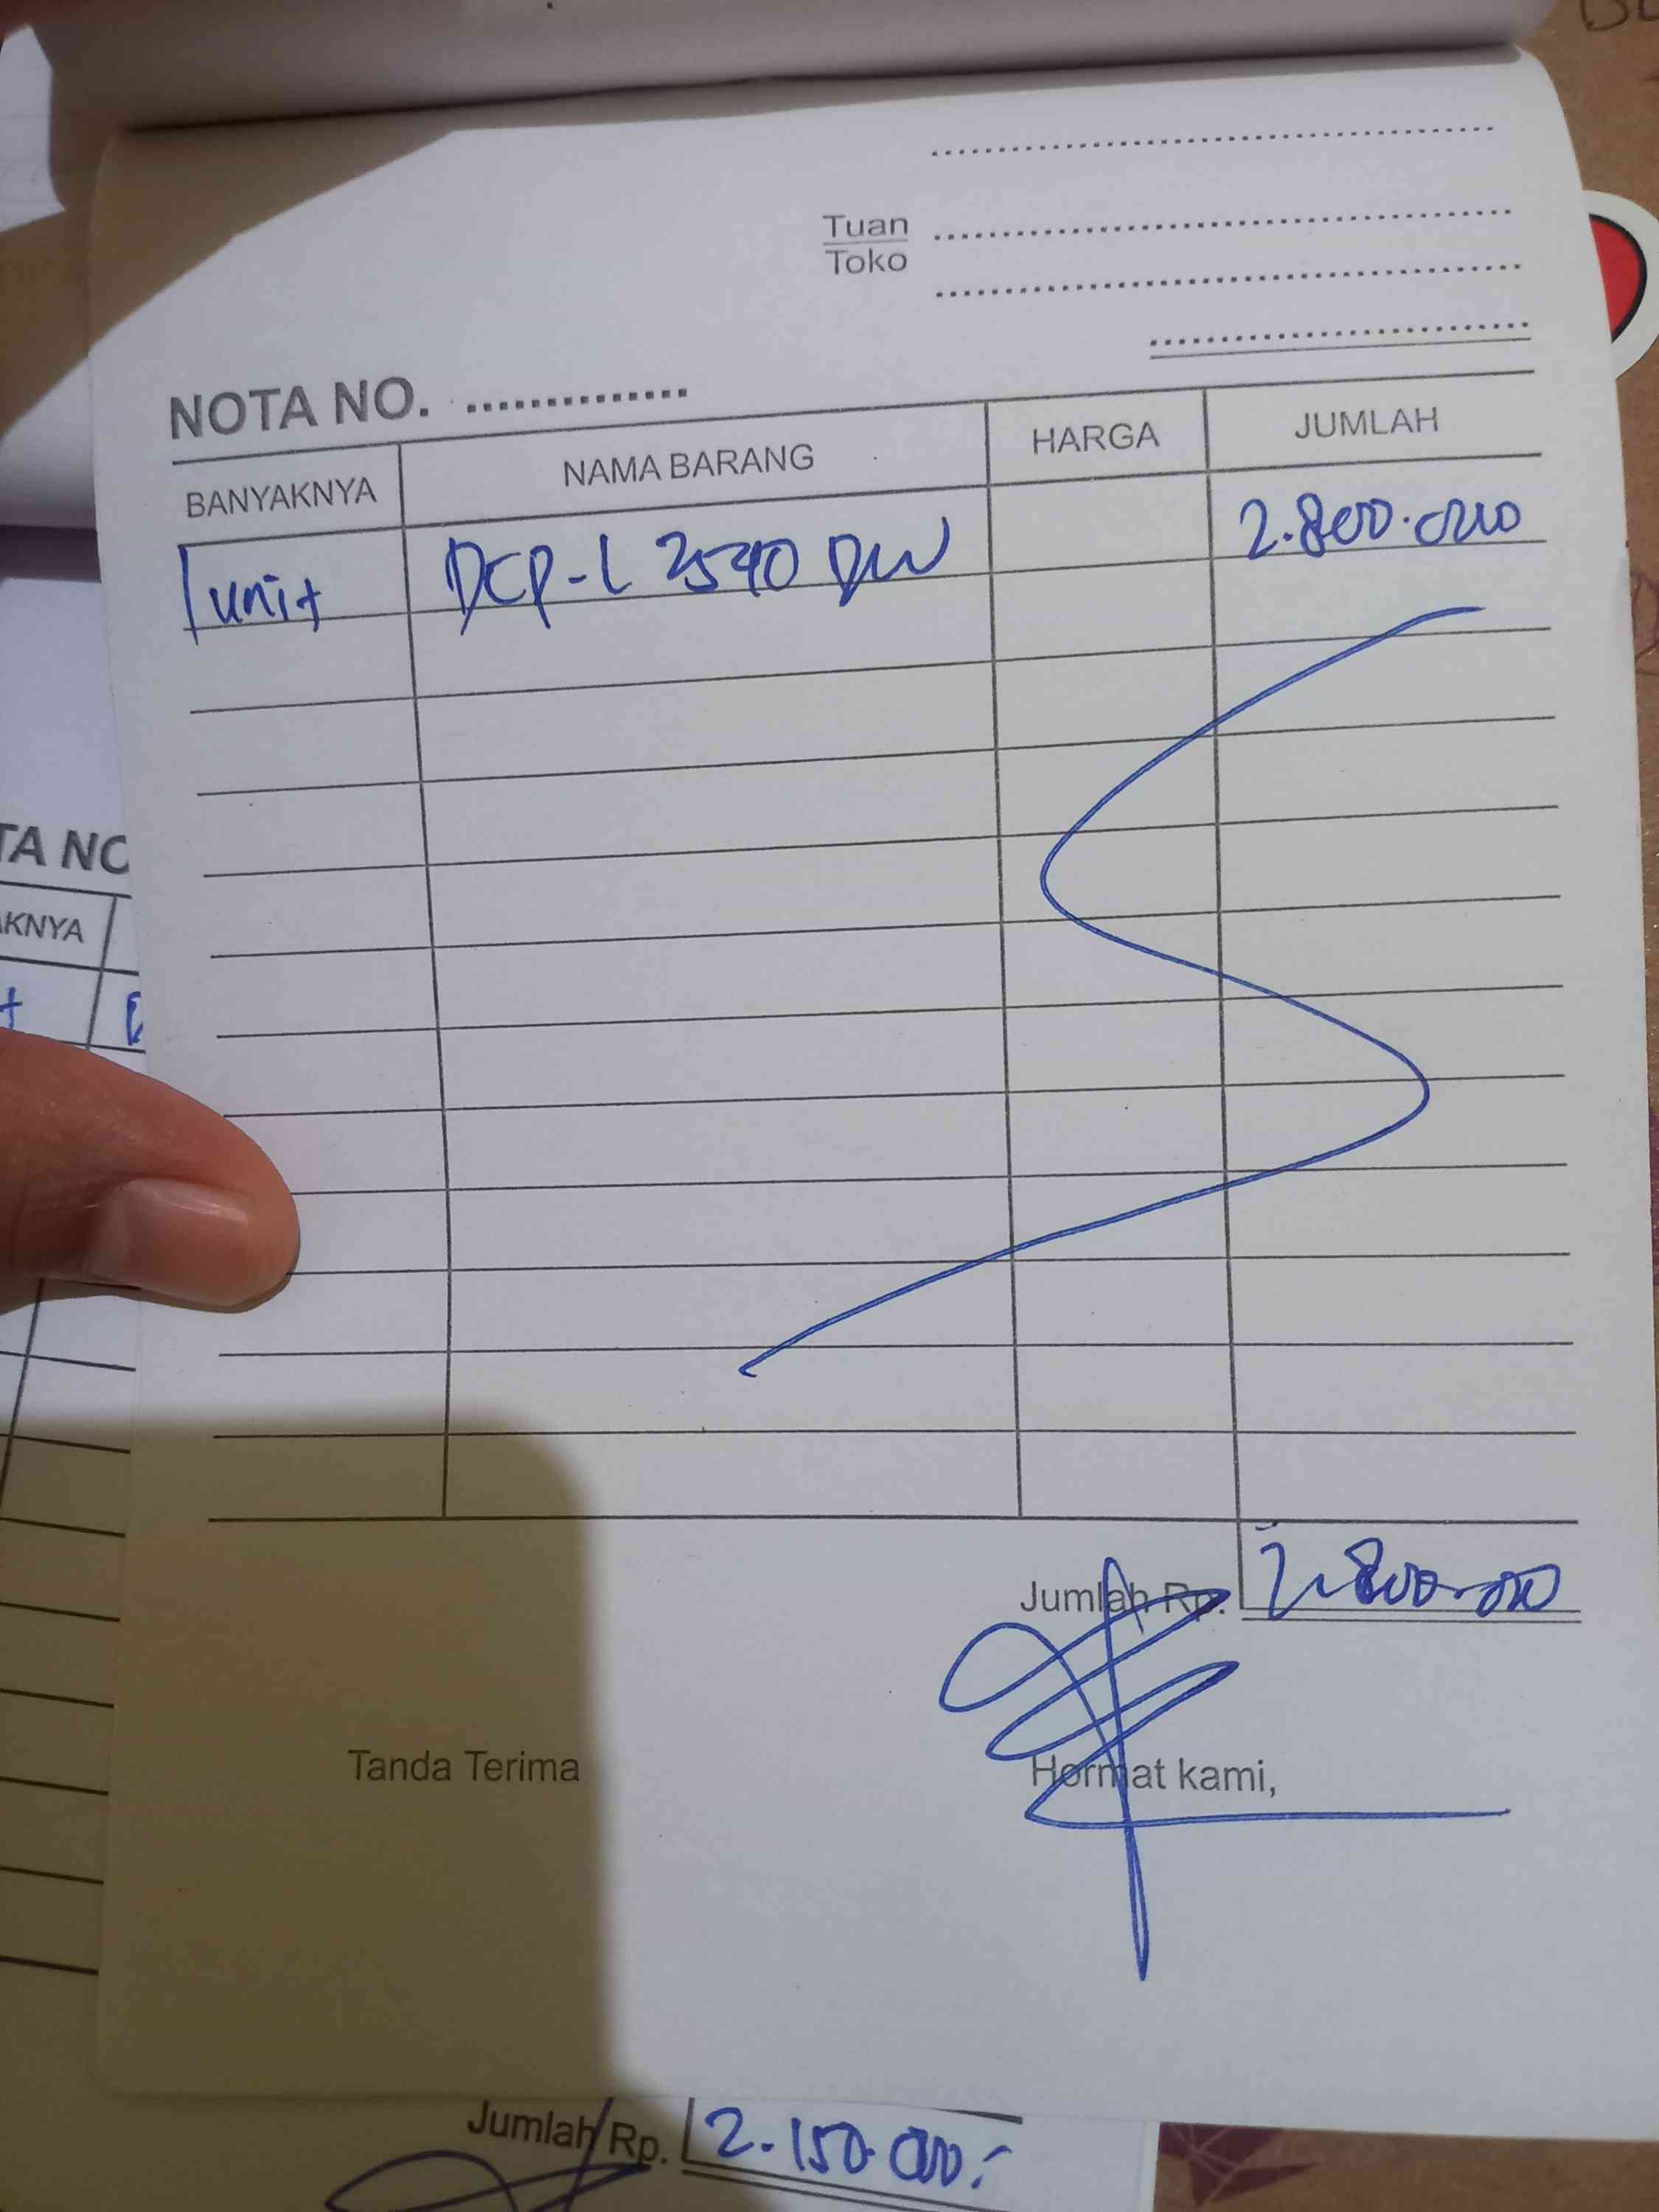 Tuan
Toko
NOTA NO. ..............
BANYAKNYA NAMA BARANG HARGA JUMLAH
1 unit DCP-L 2540 DW 2.800.000
Jumlah Rp. 2.800.000
Tanda Terima Hormat kami,
TA NO
AKNYA
Jumlah Rp. 2.150.000.-